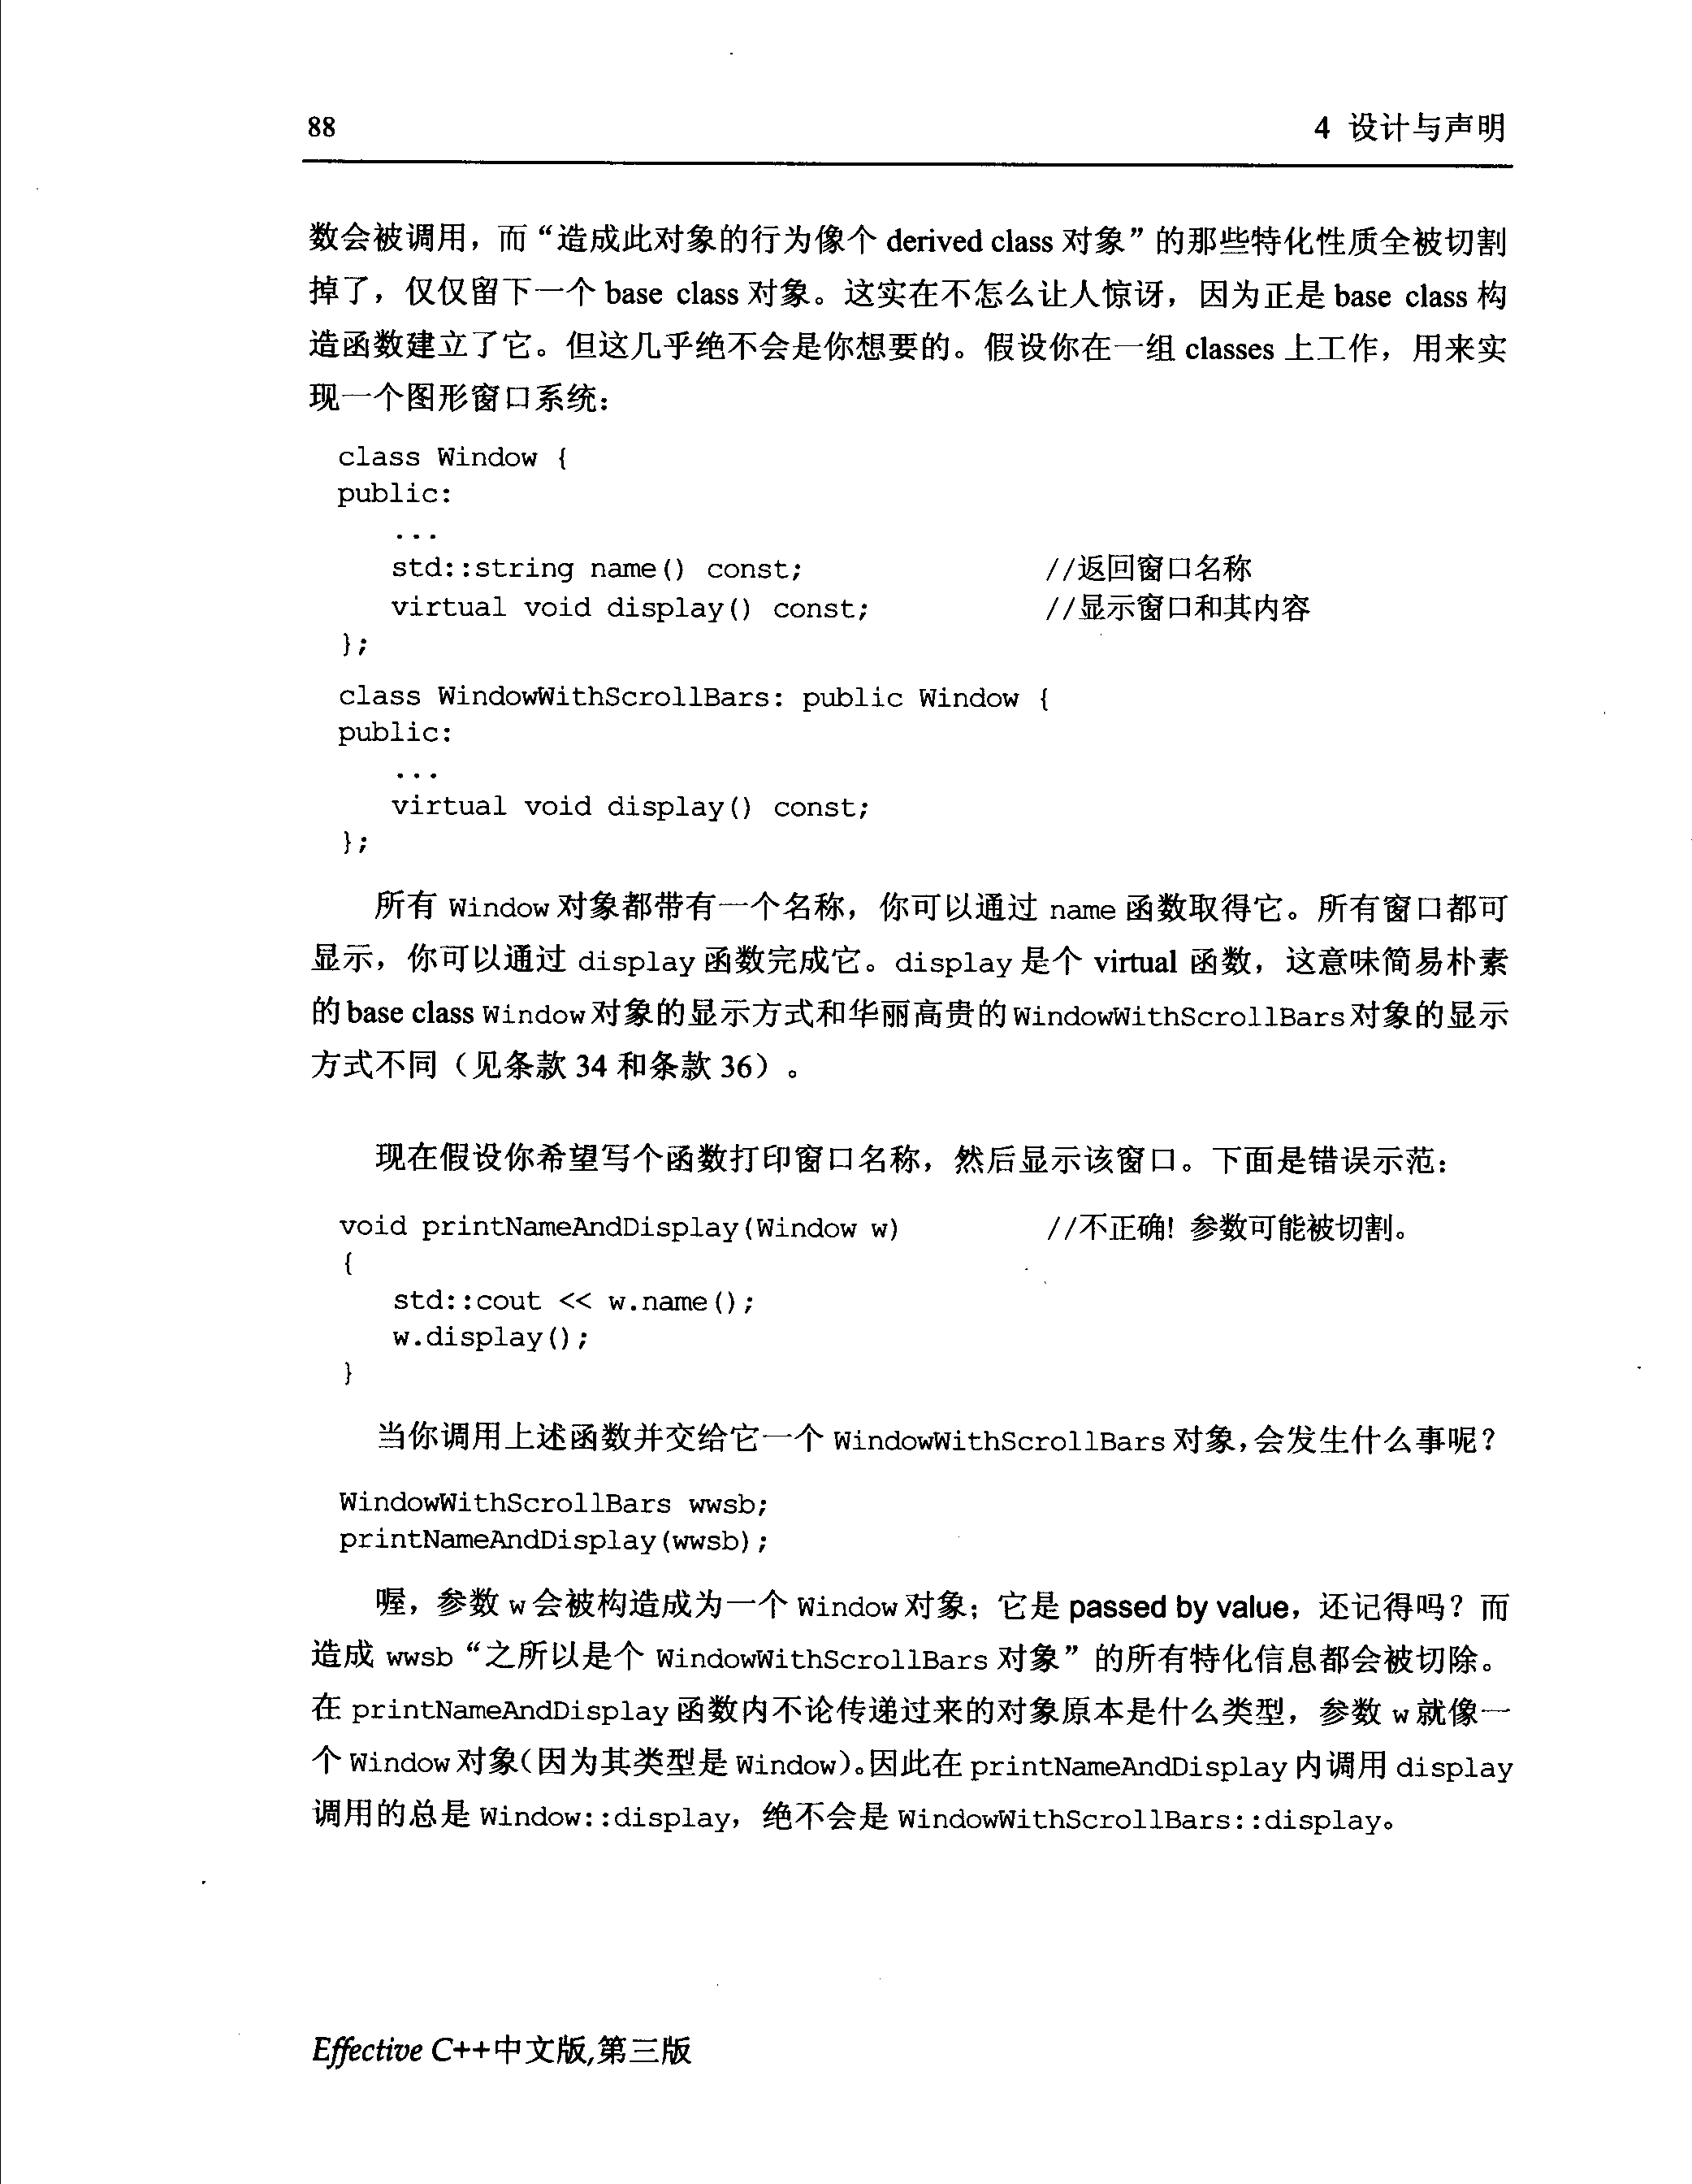 88
4 设计与声明
数会被调用，而“造成此对象的行为像个 derived class 对象”的那些特化性质全被切割
掉了，仅仅留下一个 base class 对象。这实在不怎么让人惊讶，因为正是 base class 构
造函数建立了它。但这几乎绝不会是你想要的。假设你在一组 classes 上工作，用来实
现一个图形窗口系统：
class Window {
public:
...
std::string name() const; //返回窗口名称
virtual void display() const; //显示窗口和其内容
};
class WindowWithScrollBars: public Window {
public:
...
virtual void display() const;
};
所有 Window 对象都带有一个名称，你可以通过 name 函数取得它。所有窗口都可
显示，你可以通过 display 函数完成它。display 是个 virtual 函数，这意味简易朴素
的 base class Window 对象的显示方式和华丽高贵的 WindowWithScrollBars 对象的显示
方式不同（见条款 34 和条款 36）。
现在假设你希望写个函数打印窗口名称，然后显示该窗口。下面是错误示范：
void printNameAndDisplay(Window w) //不正确! 参数可能被切割。
{
std::cout << w.name();
w.display();
}
当你调用上述函数并交给它一个 WindowWithScrollBars 对象，会发生什么事呢？
WindowWithScrollBars wwsb;
printNameAndDisplay(wwsb);
喔，参数 w 会被构造成为一个 Window 对象；它是 passed by value，还记得吗？而
造成 wwsb “之所以是个 WindowWithScrollBars 对象”的所有特化信息都会被切除。
在 printNameAndDisplay 函数内不论传递过来的对象原本是什么类型，参数 w 就像一
个 Window 对象（因为其类型是 Window）。因此在 printNameAndDisplay 内调用 display
调用的总是 Window::display，绝不会是 WindowWithScrollBars::display。
Effective C++中文版,第三版